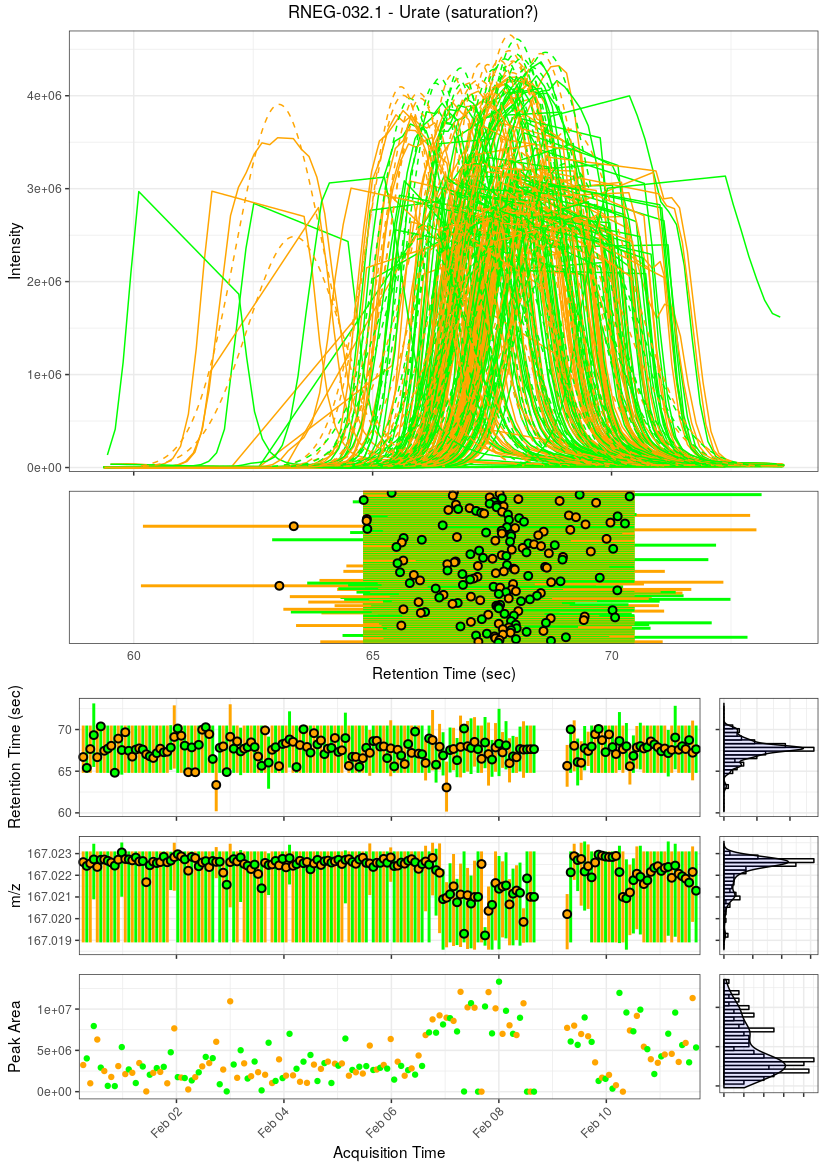 RNEG-032.1 - Urate (saturation?)
Intensity
4e+06
3e+06
2e+06
1e+06
0e+00
60
65
70
Retention Time (sec)
Retention Time (sec)
70
65
60
m/z
167.023
167.022
167.021
167.020
167.019
Peak Area
1e+07
5e+06
0e+00
Feb 02
Feb 04
Feb 06
Feb 08
Feb 10
Acquisition Time